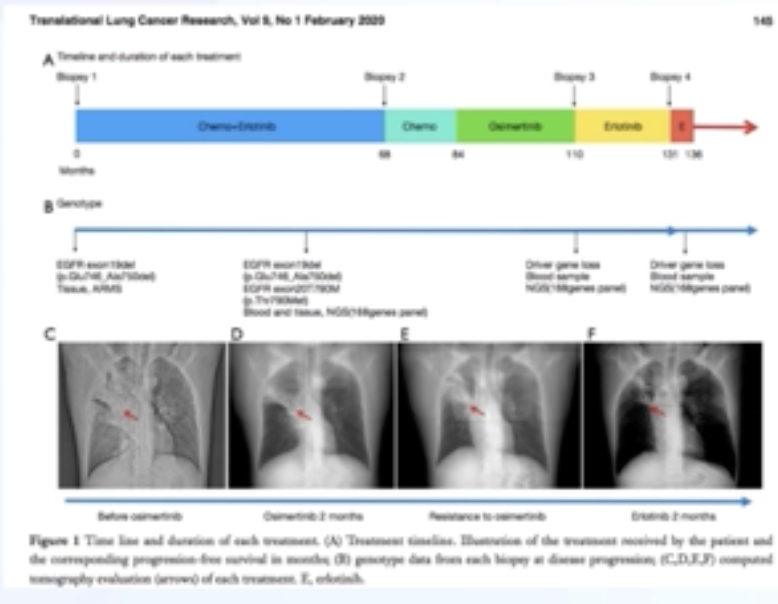 Translational Lung Cancer Research, Vol 9, No 1 February 2020 145
A Timeline and duration of each treatment
Biopsy 1 Biopsy 2 Biopsy 3 Biopsy 4
Chemo+Erlotinib Chemo Osimertinib Erlotinib E
0 68 84 110 131 136
Months
B Genotype
EGFR exon19del
(p.Glu746_Ala750del)
Tissue, ARMS
EGFR exon19del
(p.Glu746_Ala750del)
EGFR exon20T790M
(p.Thr790Met)
Blood and tissue, NGS(168genes panel)
Driver gene loss
Blood sample
NGS(168genes panel)
Driver gene loss
Blood sample
NGS(168genes panel)
C D E F
Before osimertinib Osimertinib 2 months Resistance to osimertinib Erlotinib 2 months
Figure 1 Time line and duration of each treatment. (A) Treatment timeline. Illustration of the treatment received by the patient and
the corresponding progression-free survival in months; (B) genotype data from each biopsy at disease progression; (C,D,E,F) computed
tomography evaluation (arrows) of each treatment. E, erlotinib.